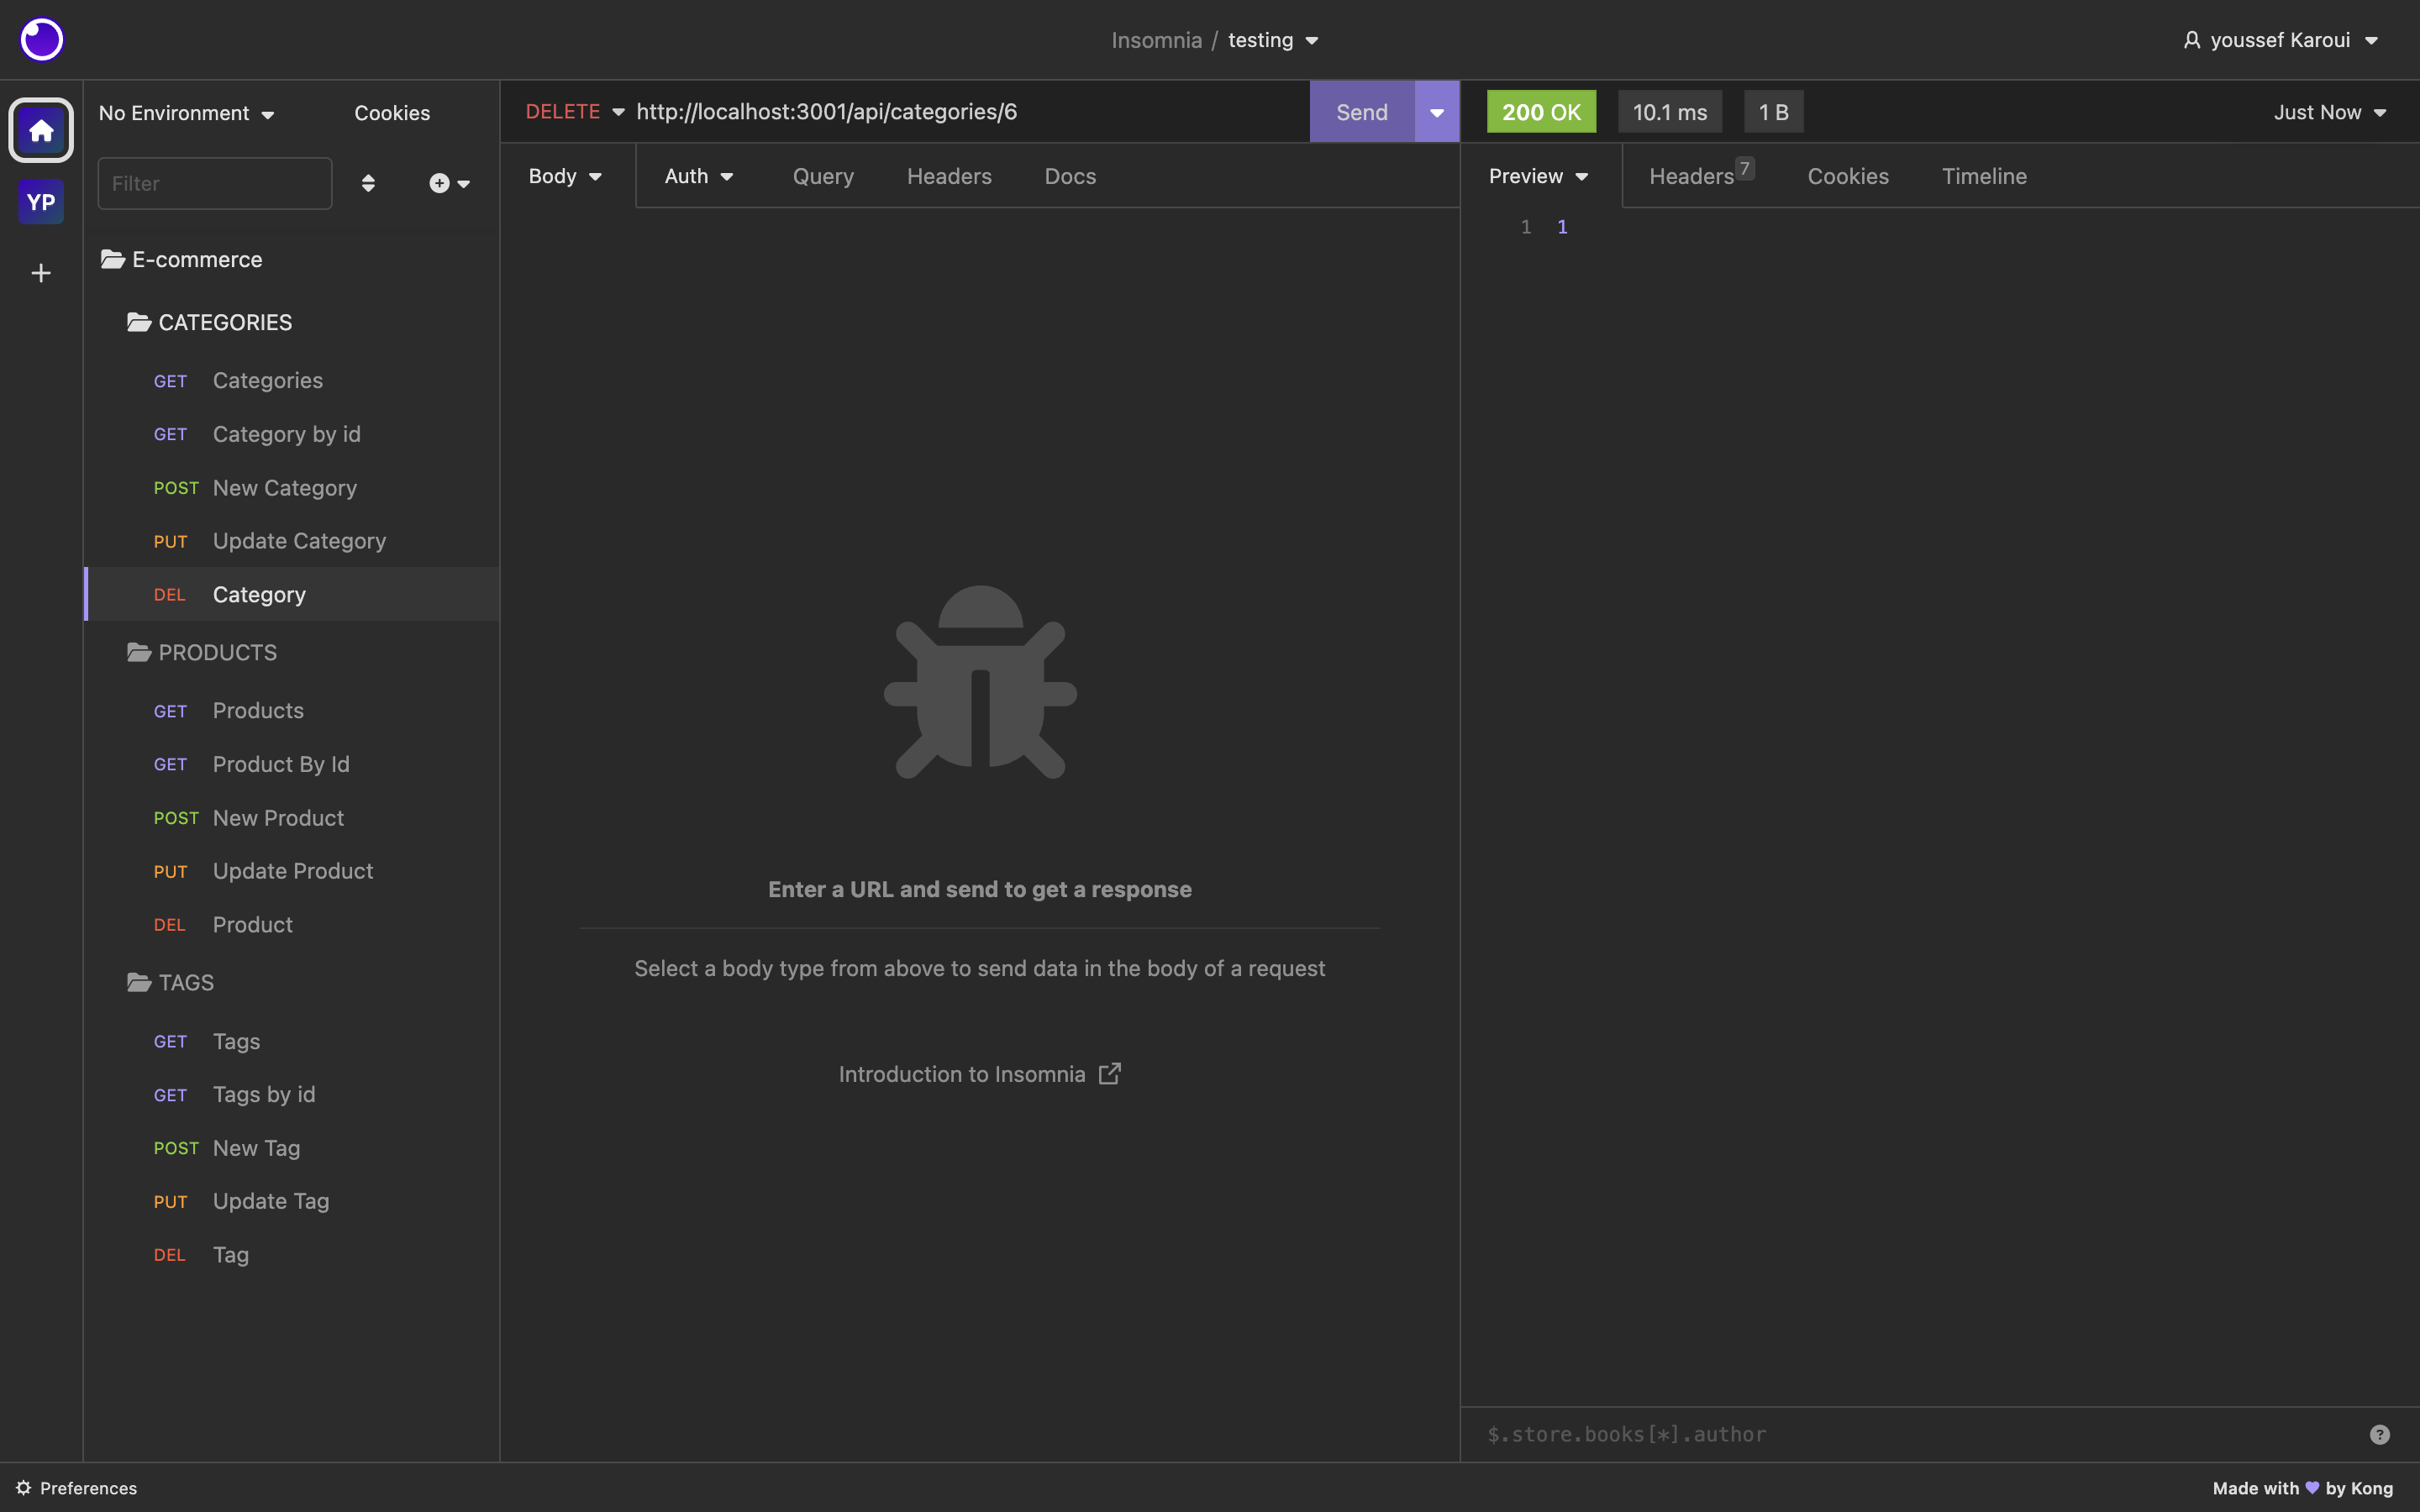 Insomnia / testing
youssef Karoui
YP
No Environment
Cookies
Filter
E-commerce
CATEGORIES
GET Categories
GET Category by id
POST New Category
PUT Update Category
DEL Category
PRODUCTS
GET Products
GET Product By Id
POST New Product
PUT Update Product
DEL Product
TAGS
GET Tags
GET Tags by id
POST New Tag
PUT Update Tag
DEL Tag
DELETE http://localhost:3001/api/categories/6 Send
Body Auth Query Headers Docs
Enter a URL and send to get a response
Select a body type from above to send data in the body of a request
Introduction to Insomnia
200 OK 10.1 ms 1 B Just Now
Preview Headers 7 Cookies Timeline
1 1
$.store.books[*].author
Preferences
Made with 💜 by Kong